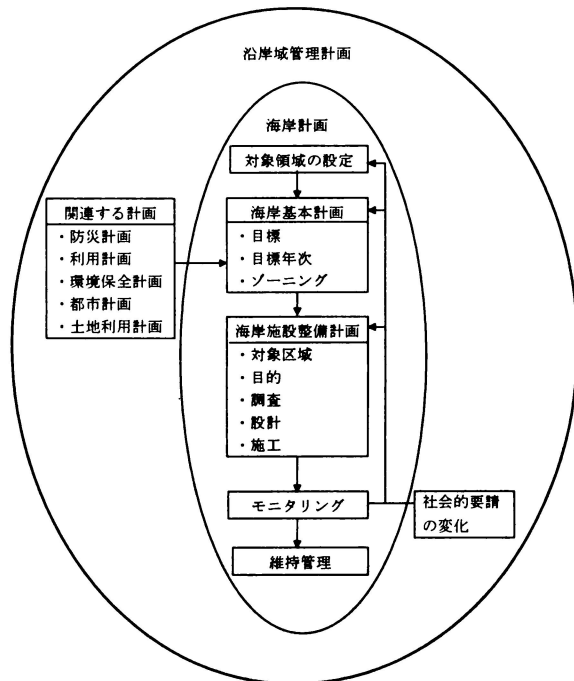 沿岸域管理計画
海岸計画
対象領域の設定
関連する計画
・防災計画
・利用計画
・環境保全計画
・都市計画
・土地利用計画
海岸基本計画
・目標
・目標年次
・ゾーニング
海岸施設整備計画
・対象区域
・目的
・調査
・設計
・施工
モニタリング
社会的要請
の変化
維持管理